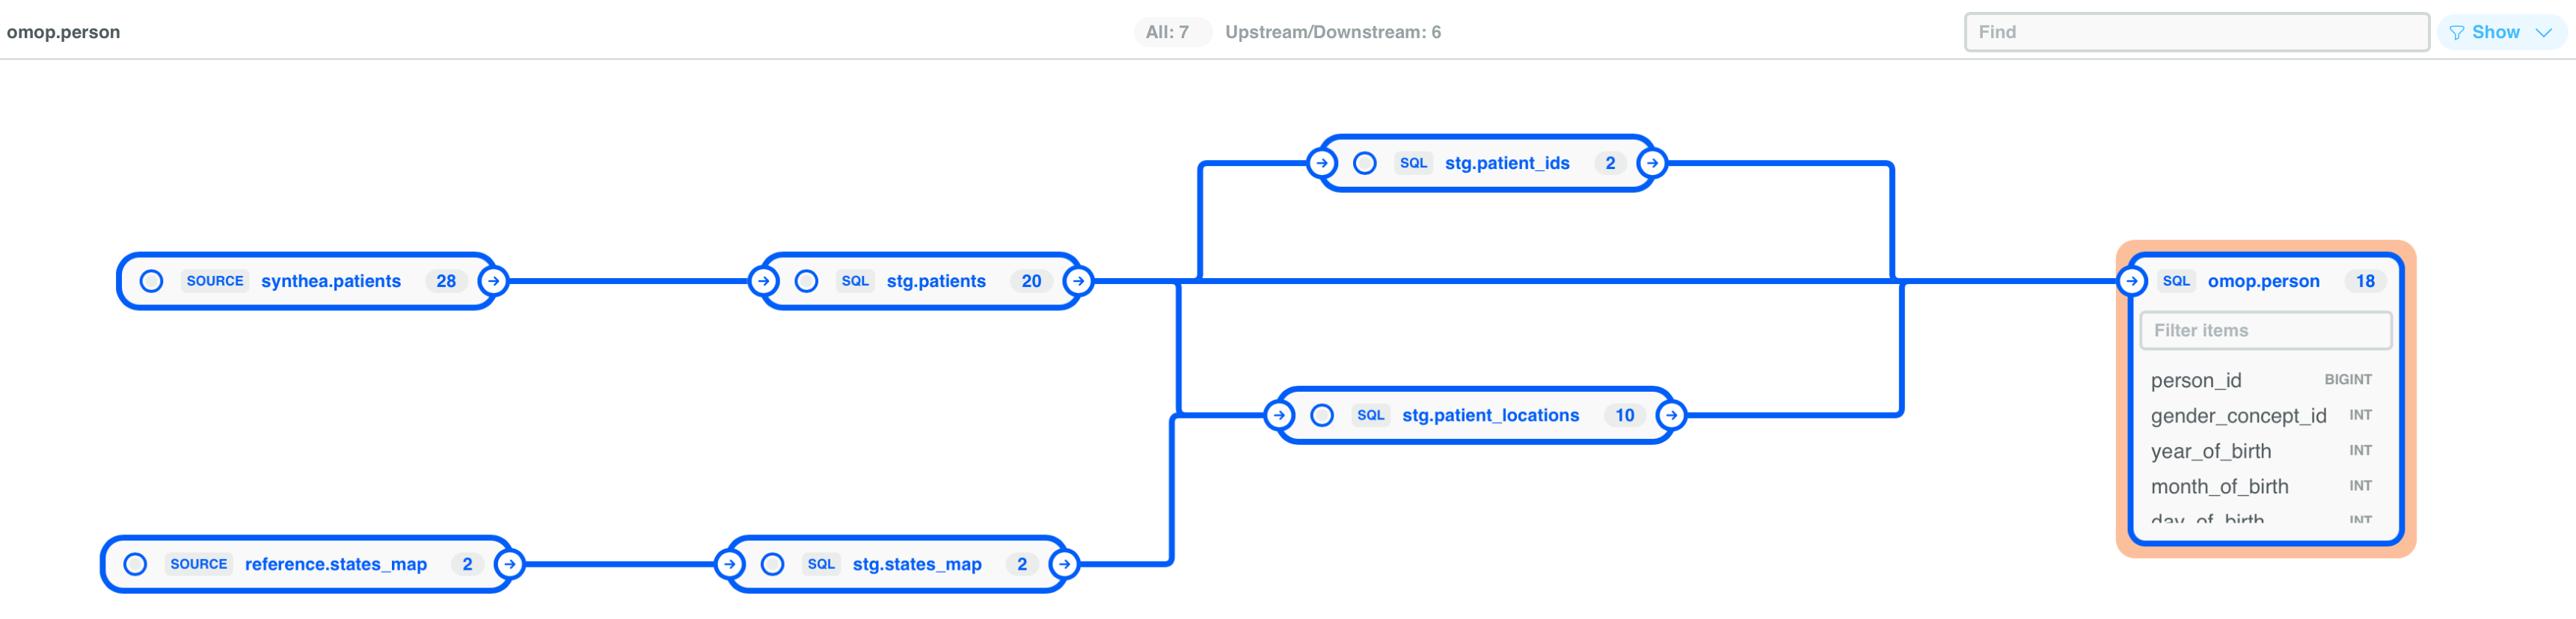 omop.person
All: 7
Upstream/Downstream: 6
Find
Show
SQL stg.patient_ids 2
SOURCE synthea.patients 28
SQL stg.patients 20
SQL omop.person 18
Filter items
person_id BIGINT
gender_concept_id INT
year_of_birth INT
month_of_birth INT
day_of_birth INT
SQL stg.patient_locations 10
SOURCE reference.states_map 2
SQL stg.states_map 2